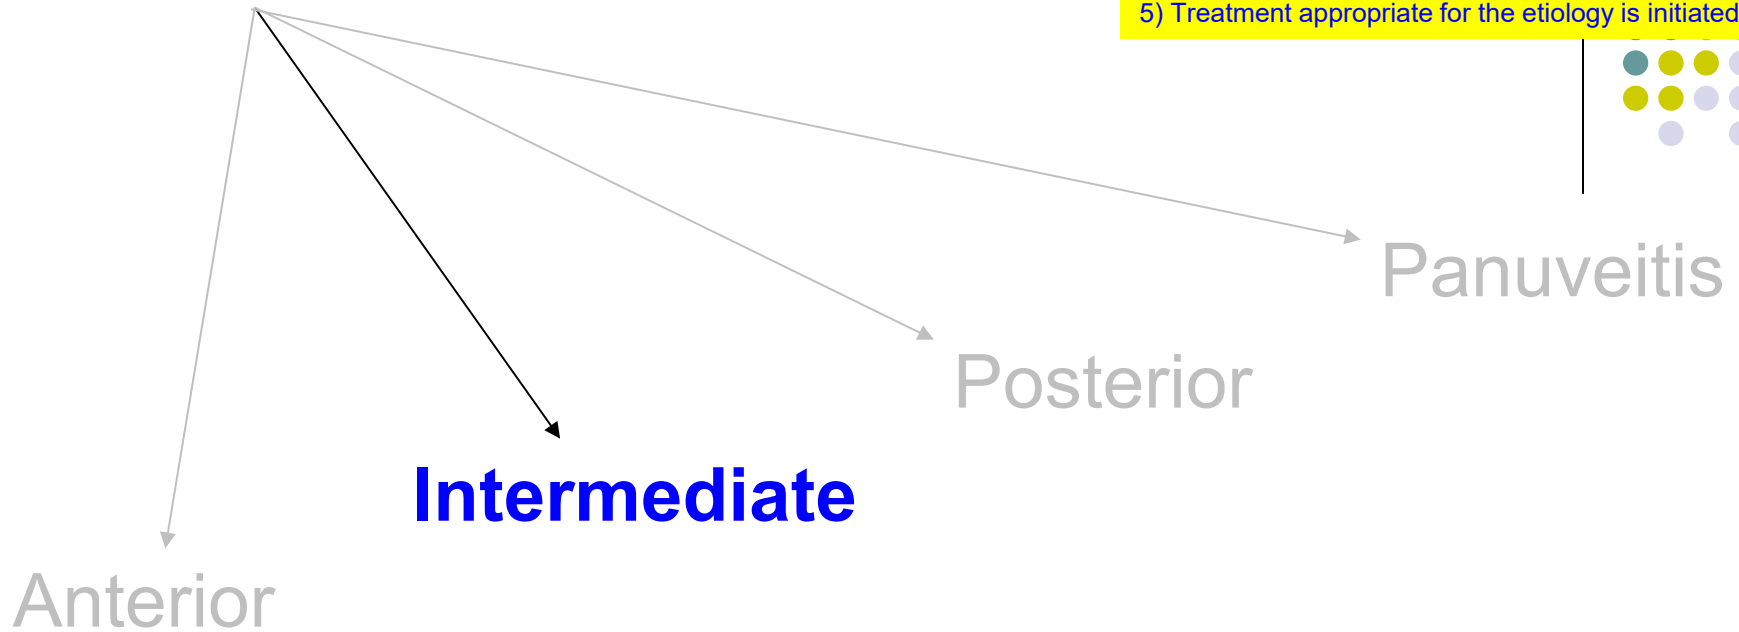 5) Treatment appropriate for the etiology is initiated
Panuveitis
Posterior
Intermediate
Anterior